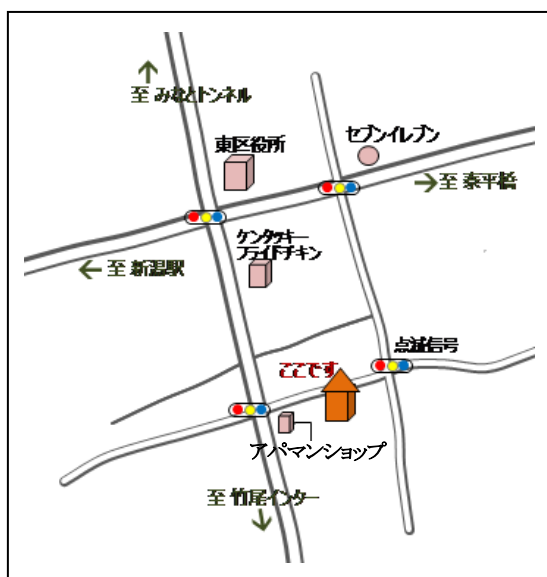 至 みなとトンネル
東区役所
セブンイレブン
至 泰平橋
ケンタッキー
フライドチキン
至 新潟駅
点滅信号
ここです
アパマンショップ
至 竹尾インター